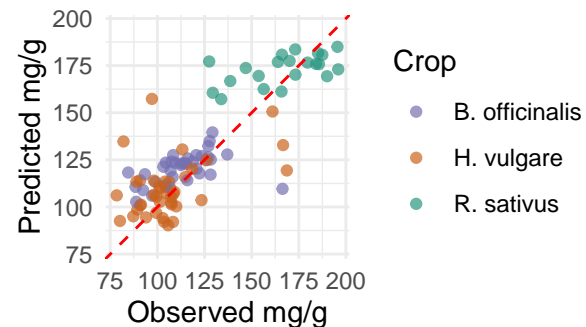 200
175
150
125
100
75
Predicted mg/g
75 100 125 150 175 200
Observed mg/g
Crop
B. officinalis
H. vulgare
R. sativus